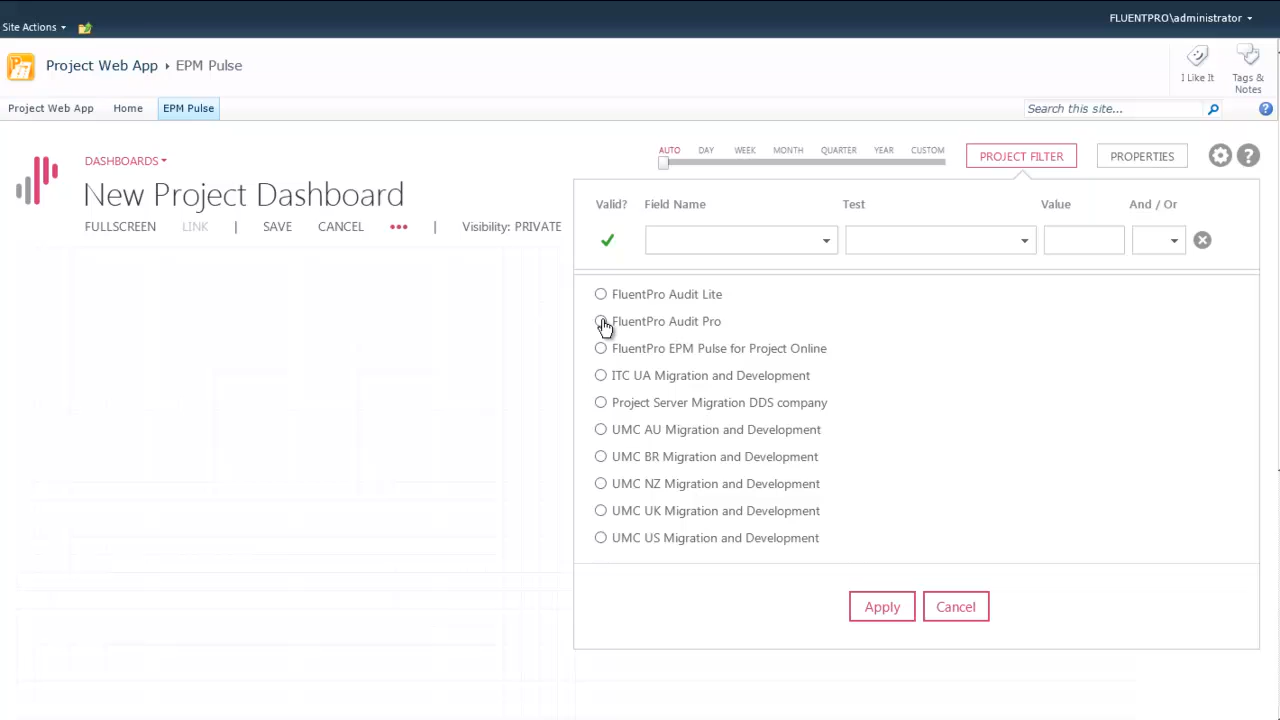 FLUENTPRO\administrator
Site Actions
Project Web App ▸ EPM Pulse
I Like It
Tags & Notes
Project Web App Home EPM Pulse
Search this site...
DASHBOARDS
AUTO DAY WEEK MONTH QUARTER YEAR CUSTOM
PROJECT FILTER
PROPERTIES
New Project Dashboard
FULLSCREEN LINK | SAVE CANCEL ••• | Visibility: PRIVATE
Valid? Field Name Test Value And / Or
FluentPro Audit Lite
FluentPro Audit Pro
FluentPro EPM Pulse for Project Online
ITC UA Migration and Development
Project Server Migration DDS company
UMC AU Migration and Development
UMC BR Migration and Development
UMC NZ Migration and Development
UMC UK Migration and Development
UMC US Migration and Development
Apply Cancel